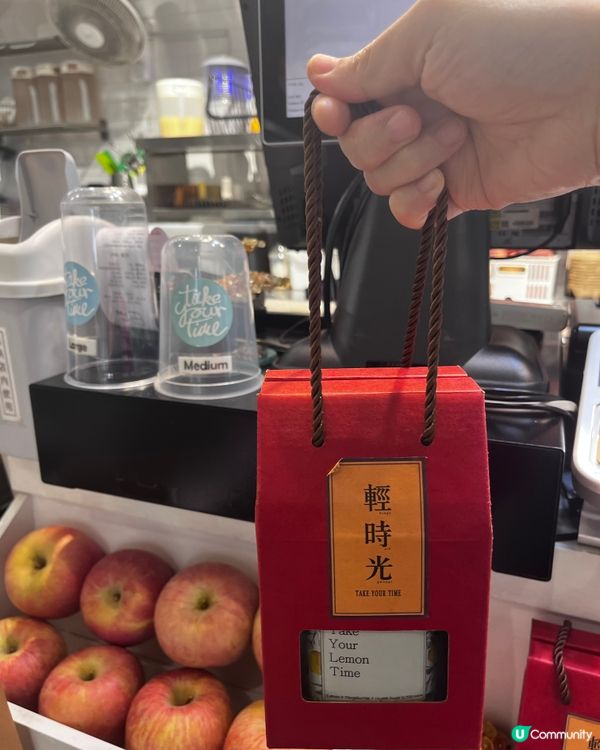 take
your
time
Large
take
your
time
Medium
輕
時
光
TAKE YOUR TIME
Take
Your
Lemon
Time
U Community